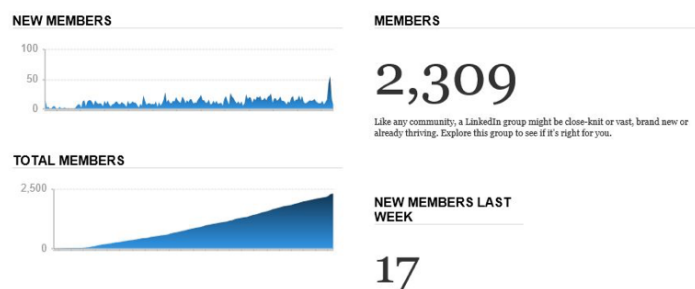 NEW MEMBERS
100
50
0
TOTAL MEMBERS
2,500
0
MEMBERS
2,309
Like any community, a LinkedIn group might be close-knit or vast, brand new or
already thriving. Explore this group to see if it's right for you.
NEW MEMBERS LAST
WEEK
17